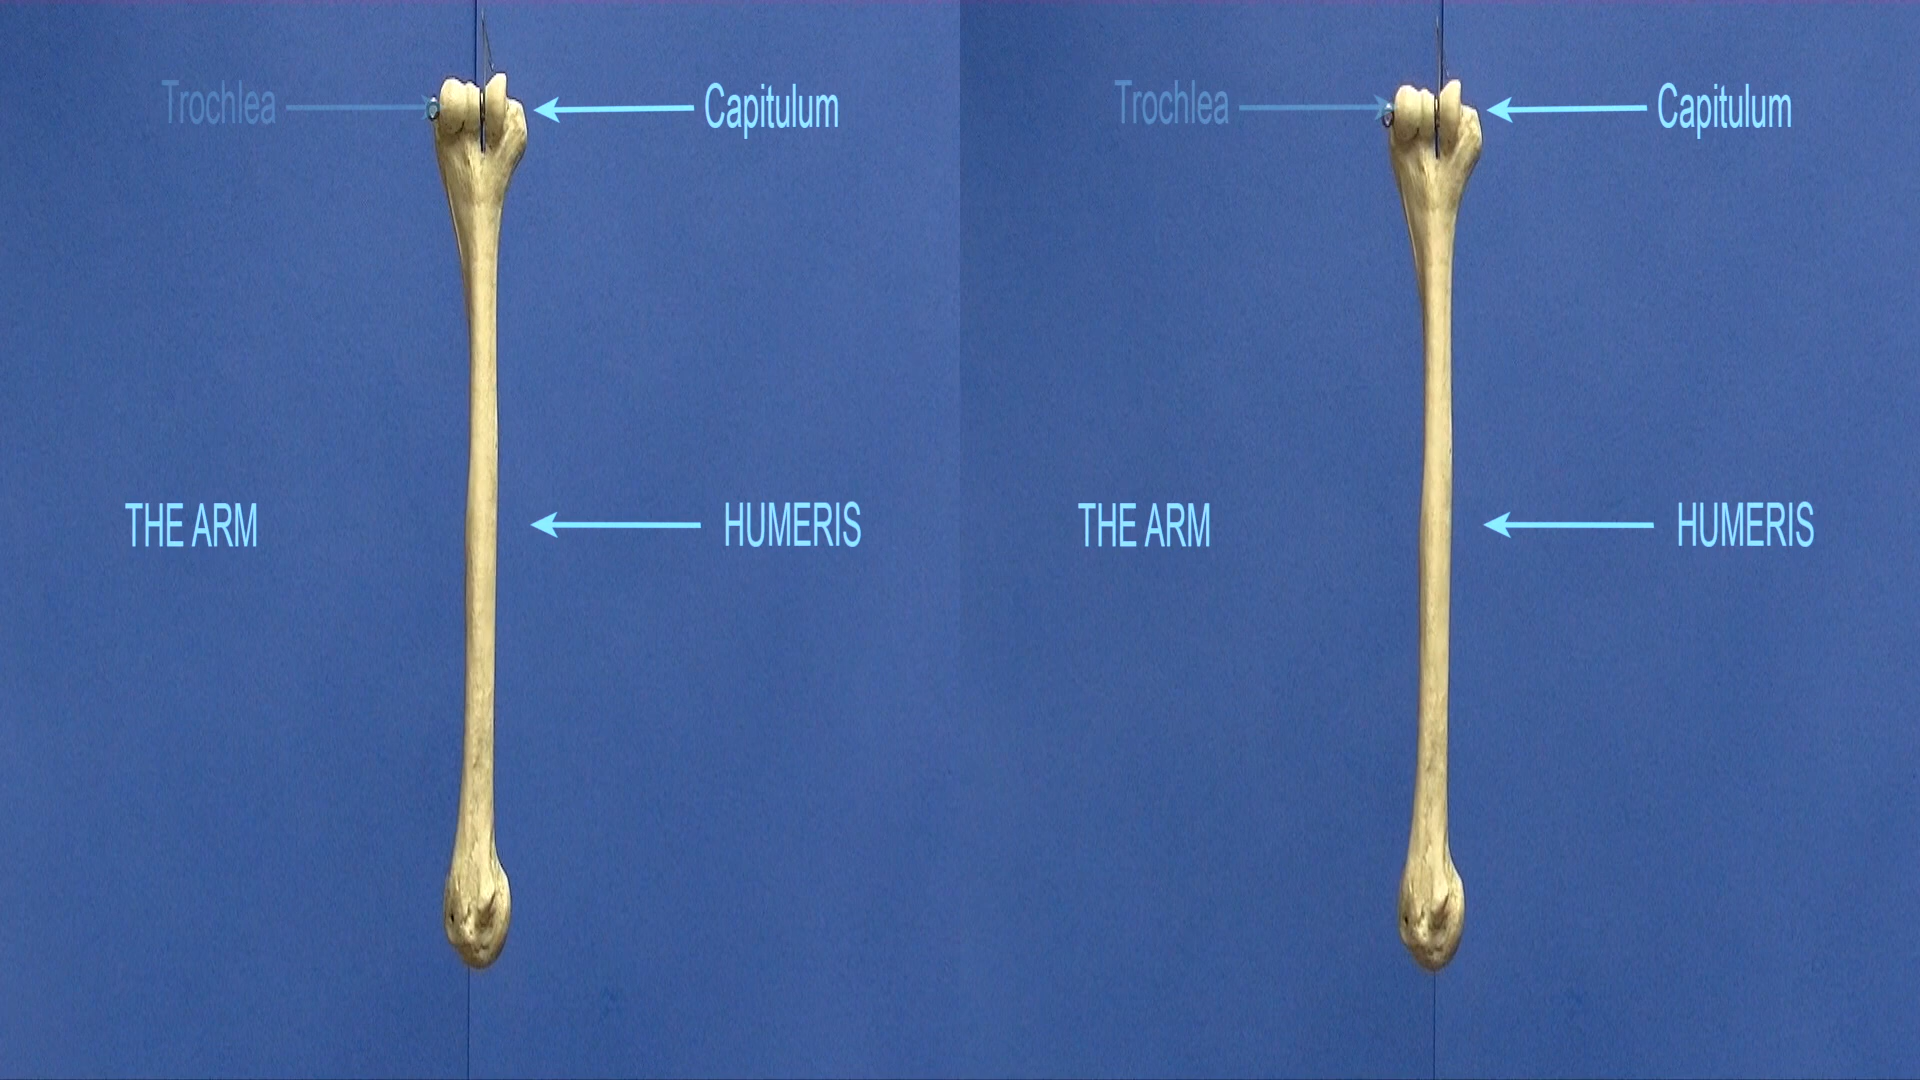 Trochlea
Capitulum
THE ARM
HUMERIS
Trochlea
Capitulum
THE ARM
HUMERIS